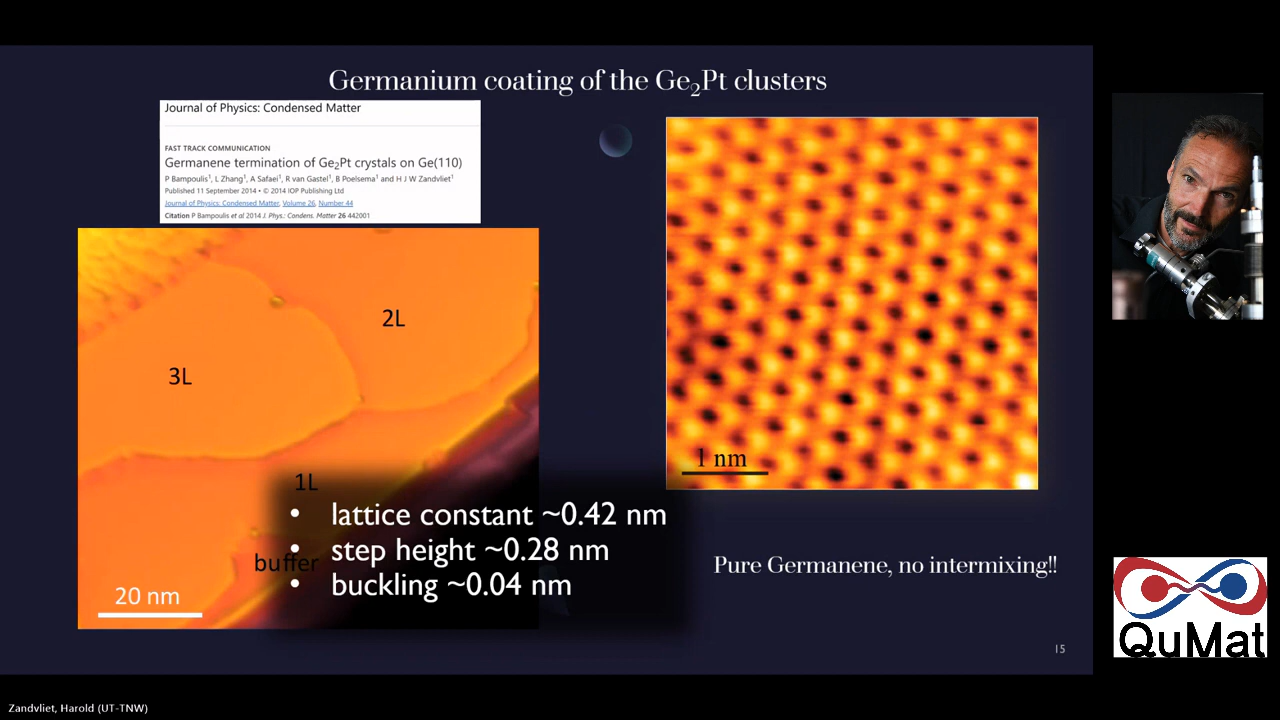 Germanium coating of the Ge₂Pt clusters
Journal of Physics: Condensed Matter
FAST TRACK COMMUNICATION
Germanene termination of Ge₂Pt crystals on Ge(110)
P Bampoulis¹, L Zhang¹, A Safaei¹, R van Gastel¹, B Poelsema¹ and H J W Zandvliet¹
Published 11 September 2014 • © 2014 IOP Publishing Ltd
Journal of Physics: Condensed Matter, Volume 26, Number 44
Citation P Bampoulis et al 2014 J. Phys.: Condens. Matter 26 442001
2L
3L
1L
buffer
20 nm
• lattice constant ~0.42 nm
• step height ~0.28 nm
• buckling ~0.04 nm
1 nm
Pure Germanene, no intermixing!!
15
QuMat
Zandvliet, Harold (UT-TNW)